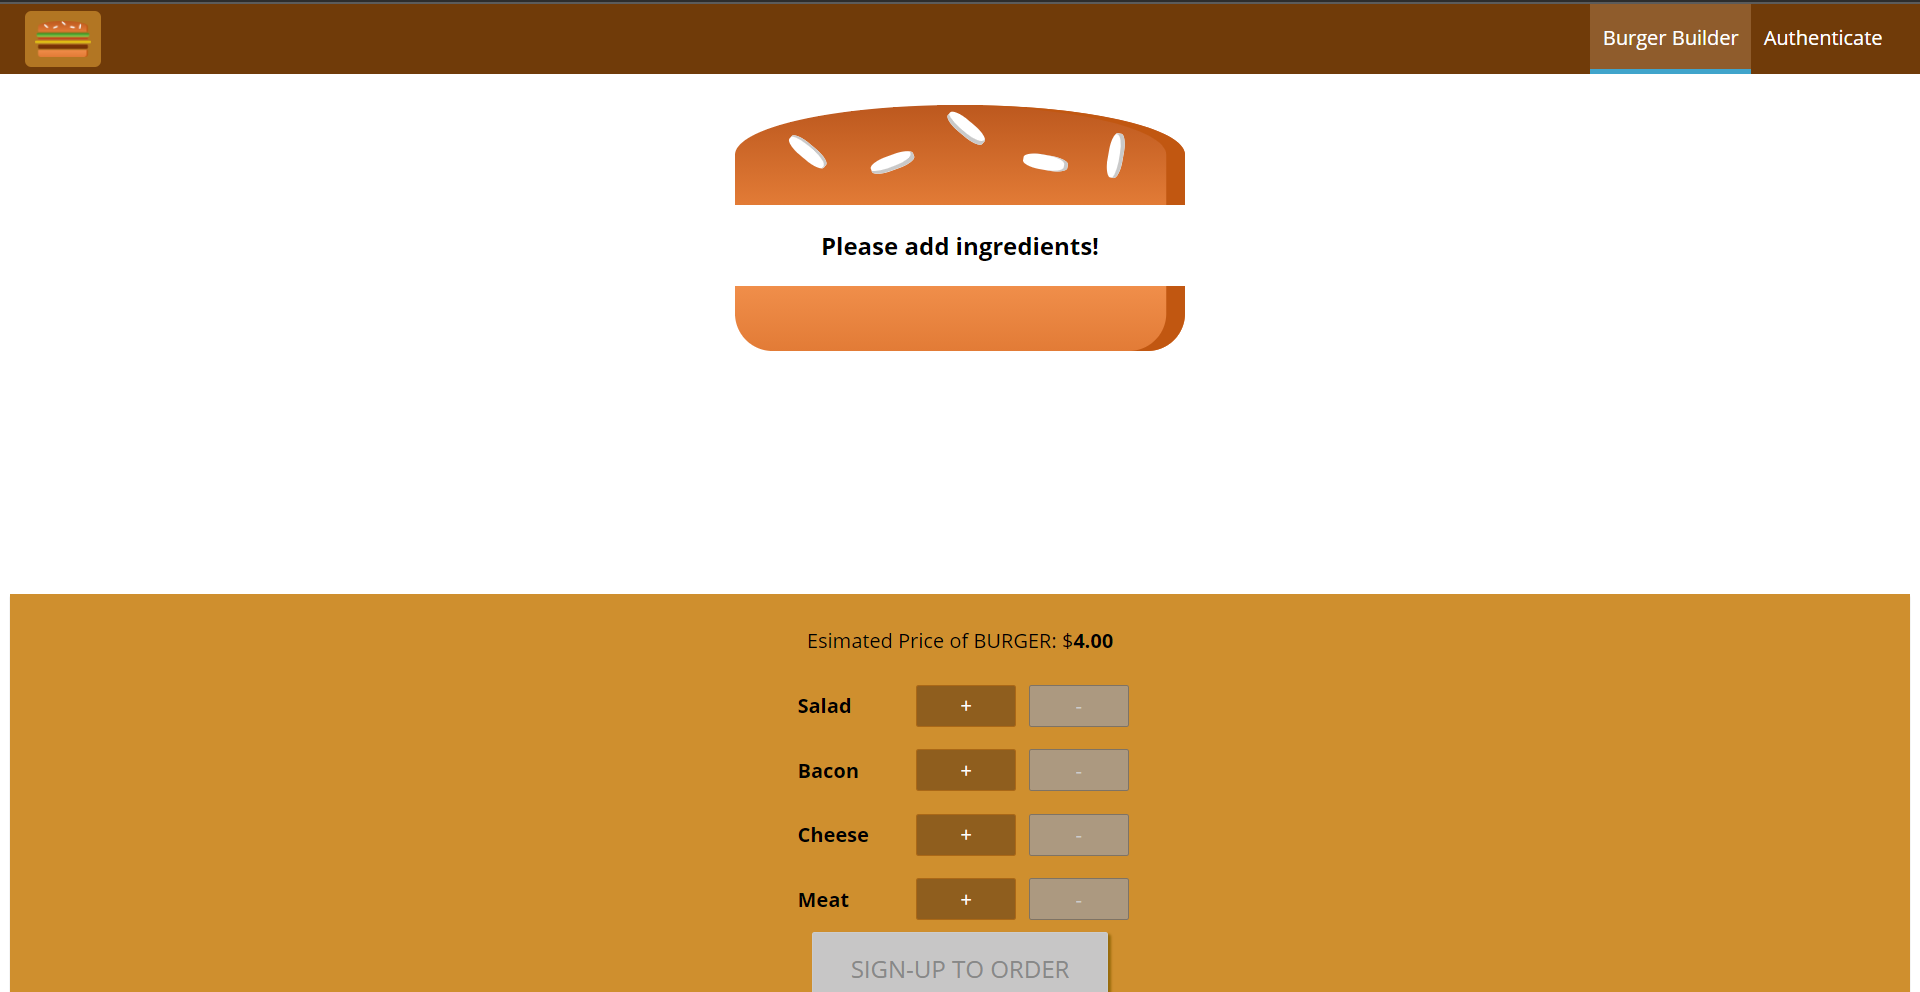 Burger Builder Authenticate
Please add ingredients!
Esimated Price of BURGER: $4.00
Salad + -
Bacon + -
Cheese + -
Meat + -
SIGN-UP TO ORDER